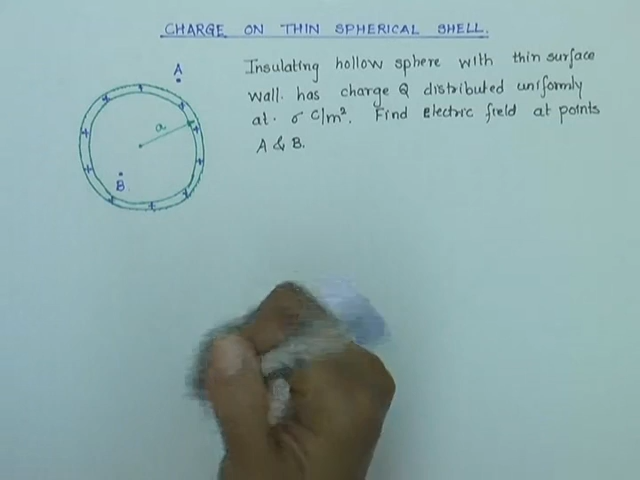 CHARGE ON THIN SPHERICAL SHELL.
A
Insulating hollow sphere with thin surface
wall. has charge Q distributed uniformly
at. σ C/m². Find Electric field at points
A & B.
a
B